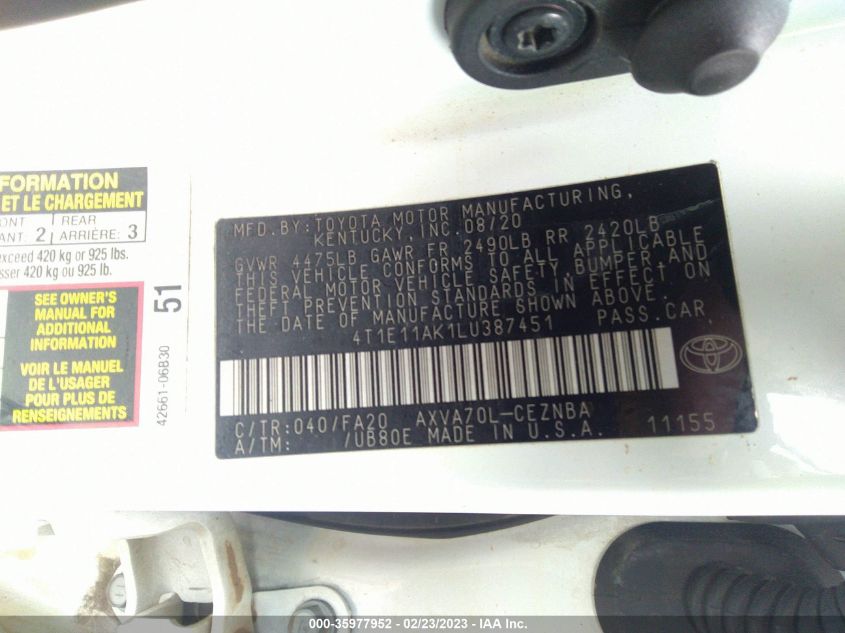 FORMATION
ET LE CHARGEMENT
ONT 2 REAR 3
ANT: ARRIÈRE:
exceed 420 kg or 925 lbs.
sser 420 kg ou 925 lb.
SEE OWNER'S
MANUAL FOR
ADDITIONAL
INFORMATION
VOIR LE MANUEL
DE L'USAGER
POUR PLUS DE
RENSEIGNEMENTS
42661-06B30 51
MFD.BY:TOYOTA MOTOR MANUFACTURING,
KENTUCKY, INC.08/20
GVWR 4475LB GAWR FR 2490LB RR 2420LB
THIS VEHICLE CONFORMS TO ALL APPLICABLE
FEDERAL MOTOR VEHICLE SAFETY,BUMPER, AND
THEFT PREVENTION STANDARDS IN EFFECT ON
THE DATE OF MANUFACTURE SHOWN ABOVE.
4T1E11AK1LU387451 PASS.CAR
C/TR:040/FA20 AXVA70L-CEZNBA
A/TM: /UB80E MADE IN U.S.A. 11155
000-35977952 - 02/23/2023 - IAA Inc.